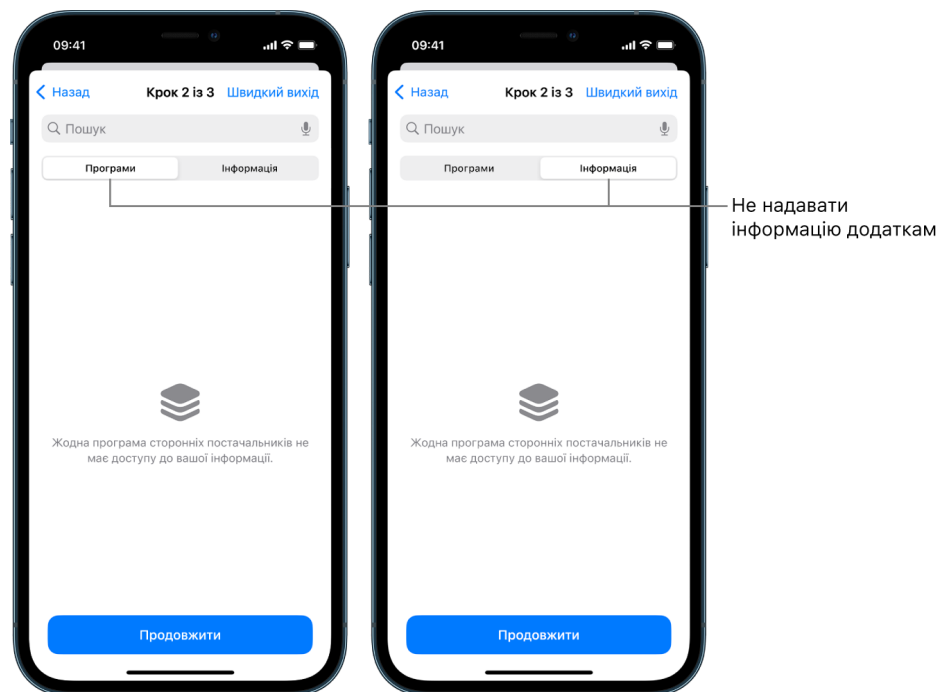 09:41
Назад
Крок 2 із 3
Швидкий вихід
Пошук
Програми
Інформація
Жодна програма сторонніх постачальників не
має доступу до вашої інформації.
Продовжити
09:41
Назад
Крок 2 із 3
Швидкий вихід
Пошук
Програми
Інформація
Жодна програма сторонніх постачальників не
має доступу до вашої інформації.
Продовжити
Не надавати
інформацію додаткам